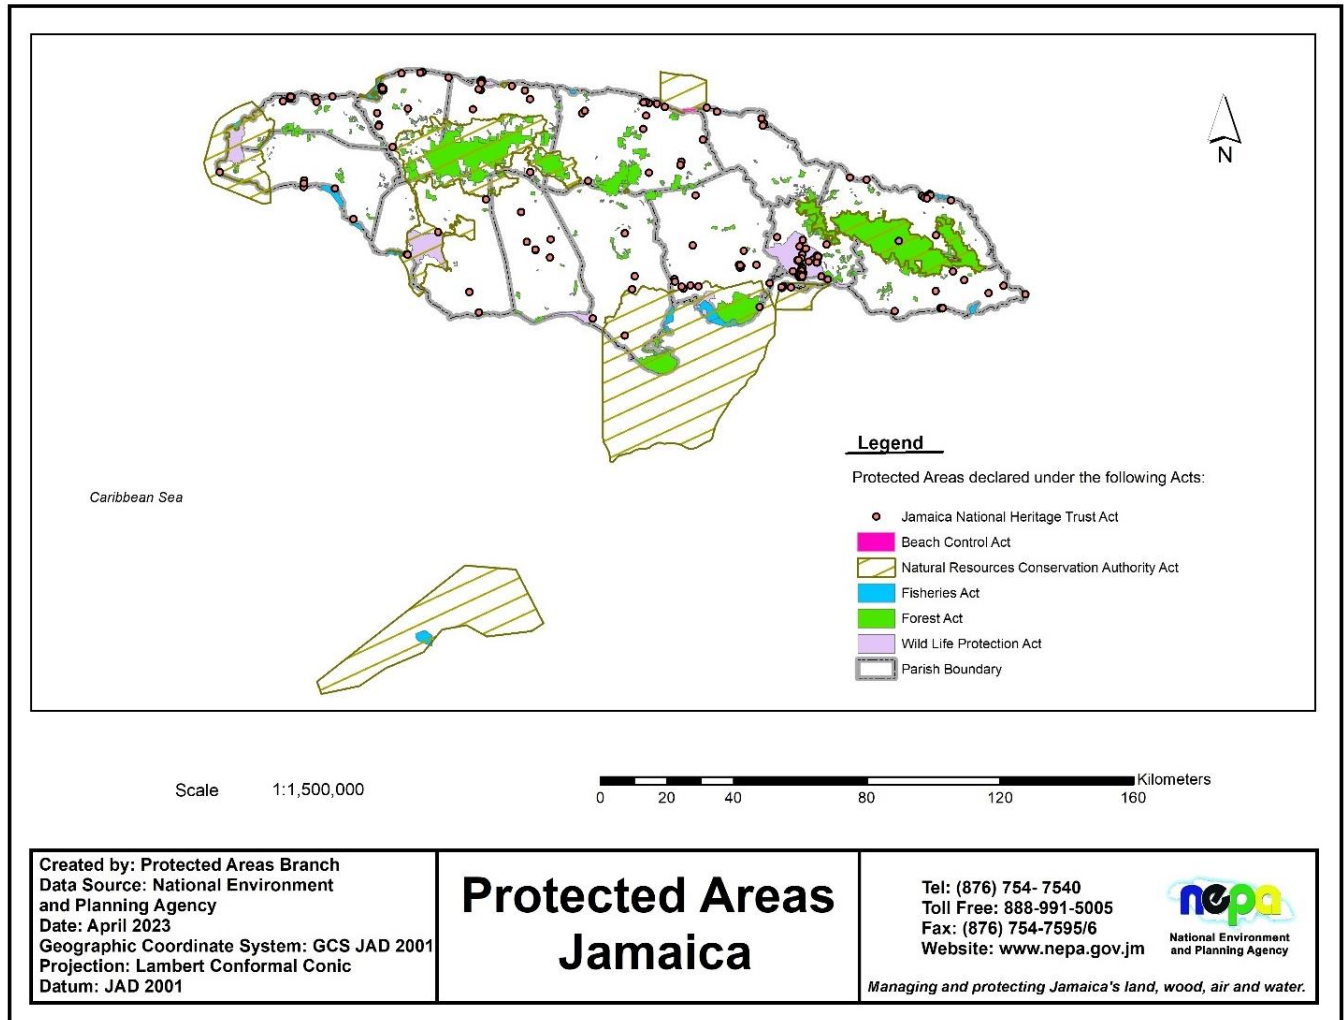 N
Caribbean Sea
Legend
Protected Areas declared under the following Acts:
Jamaica National Heritage Trust Act
Beach Control Act
Natural Resources Conservation Authority Act
Fisheries Act
Forest Act
Wild Life Protection Act
Parish Boundary
Scale 1:1,500,000
Kilometers
0 20 40 80 120 160
Created by: Protected Areas Branch
Data Source: National Environment
and Planning Agency
Date: April 2023
Geographic Coordinate System: GCS JAD 2001
Projection: Lambert Conformal Conic
Datum: JAD 2001
Protected Areas
Jamaica
Tel: (876) 754- 7540
Toll Free: 888-991-5005
Fax: (876) 754-7595/6
Website: www.nepa.gov.jm
nepa
National Environment
and Planning Agency
Managing and protecting Jamaica's land, wood, air and water.